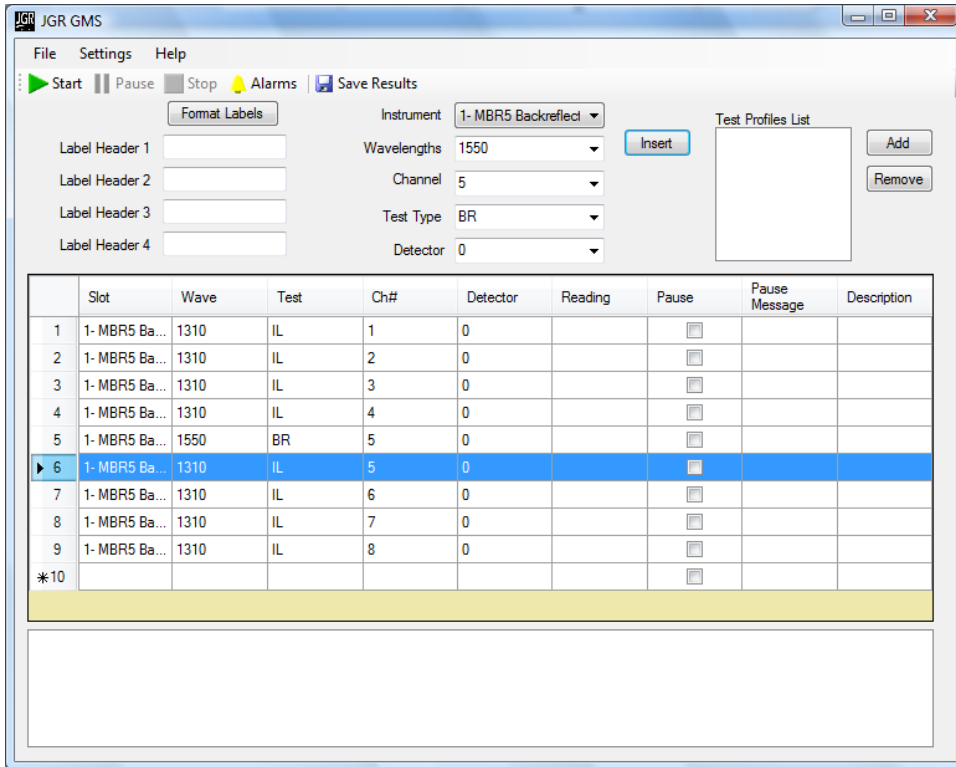 JGR JGR GMS
File Settings Help
Start Pause Stop Alarms Save Results
Format Labels Instrument 1- MBR5 Backreflect Test Profiles List
Label Header 1 Wavelengths 1550 Insert Add
Label Header 2 Channel 5 Remove
Label Header 3 Test Type BR
Label Header 4 Detector 0
Slot Wave Test Ch# Detector Reading Pause Pause Message Description
1 1- MBR5 Ba... 1310 IL 1 0
2 1- MBR5 Ba... 1310 IL 2 0
3 1- MBR5 Ba... 1310 IL 3 0
4 1- MBR5 Ba... 1310 IL 4 0
5 1- MBR5 Ba... 1550 BR 5 0
6 1- MBR5 Ba... 1310 IL 5 0
7 1- MBR5 Ba... 1310 IL 6 0
8 1- MBR5 Ba... 1310 IL 7 0
9 1- MBR5 Ba... 1310 IL 8 0
*10